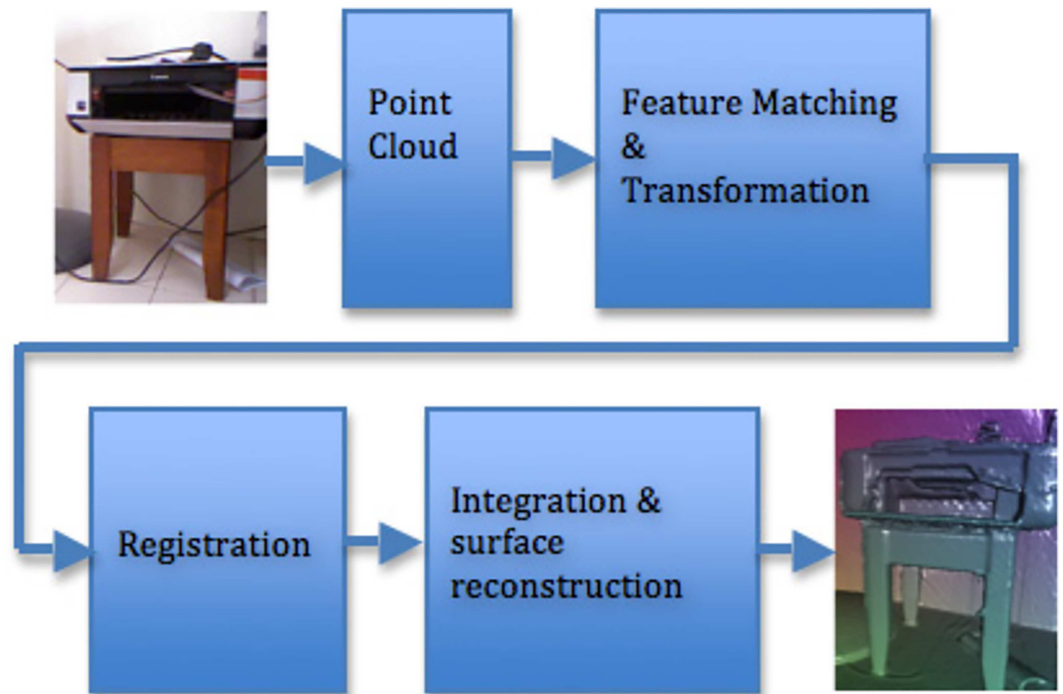 Point
Cloud
Feature Matching
&
Transformation
Registration
Integration &
surface
reconstruction